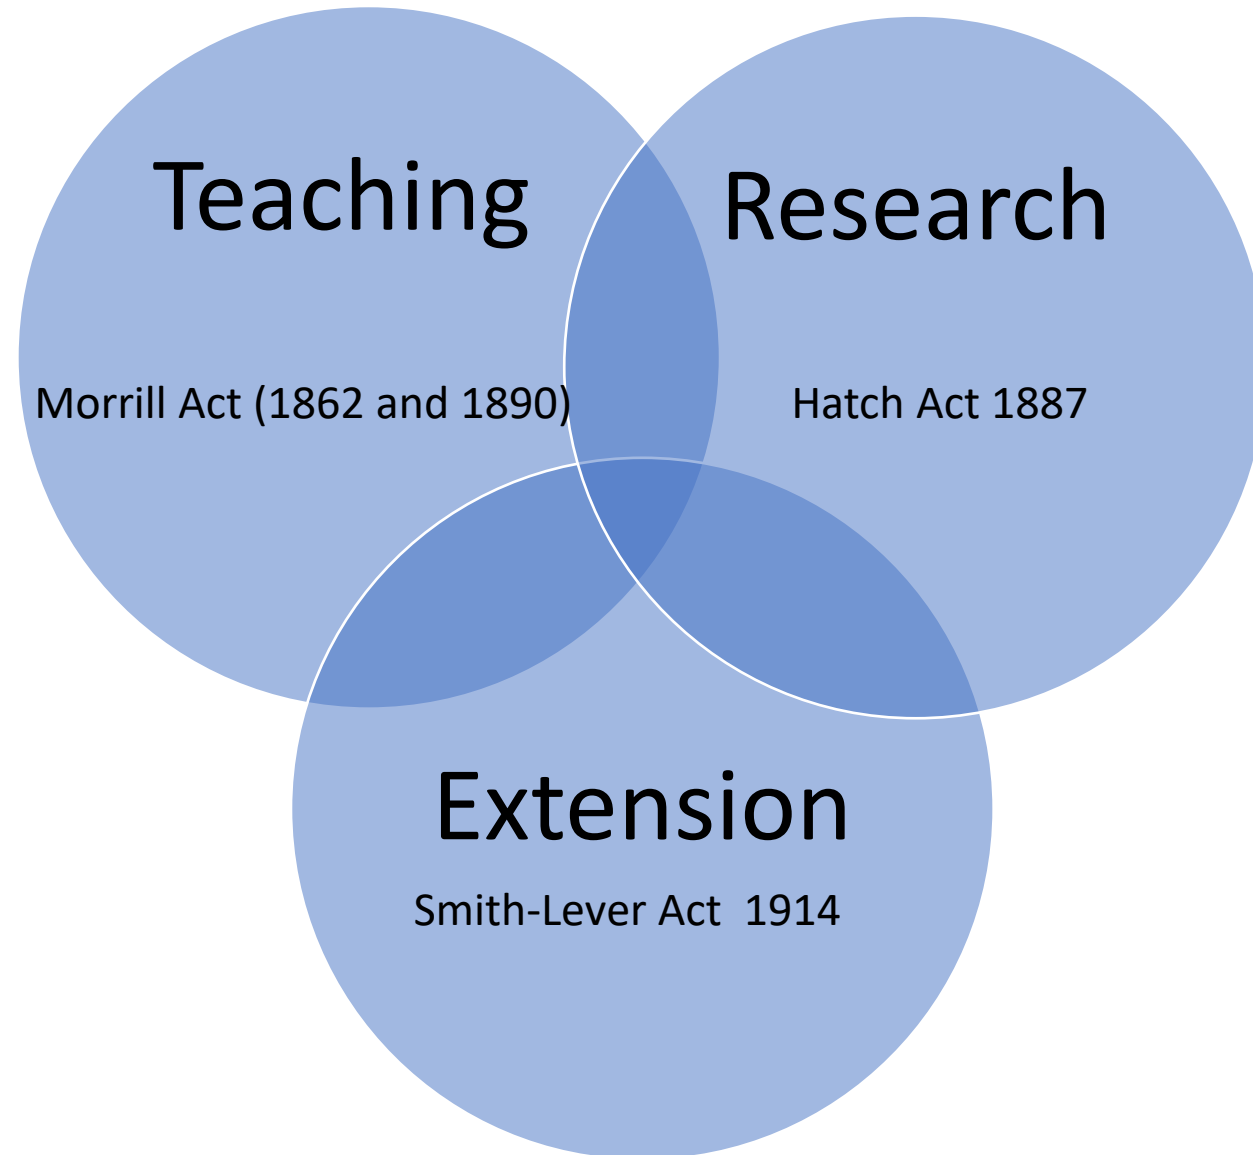 Teaching
Research
Morrill Act (1862 and 1890)
Hatch Act 1887
Extension
Smith-Lever Act  1914